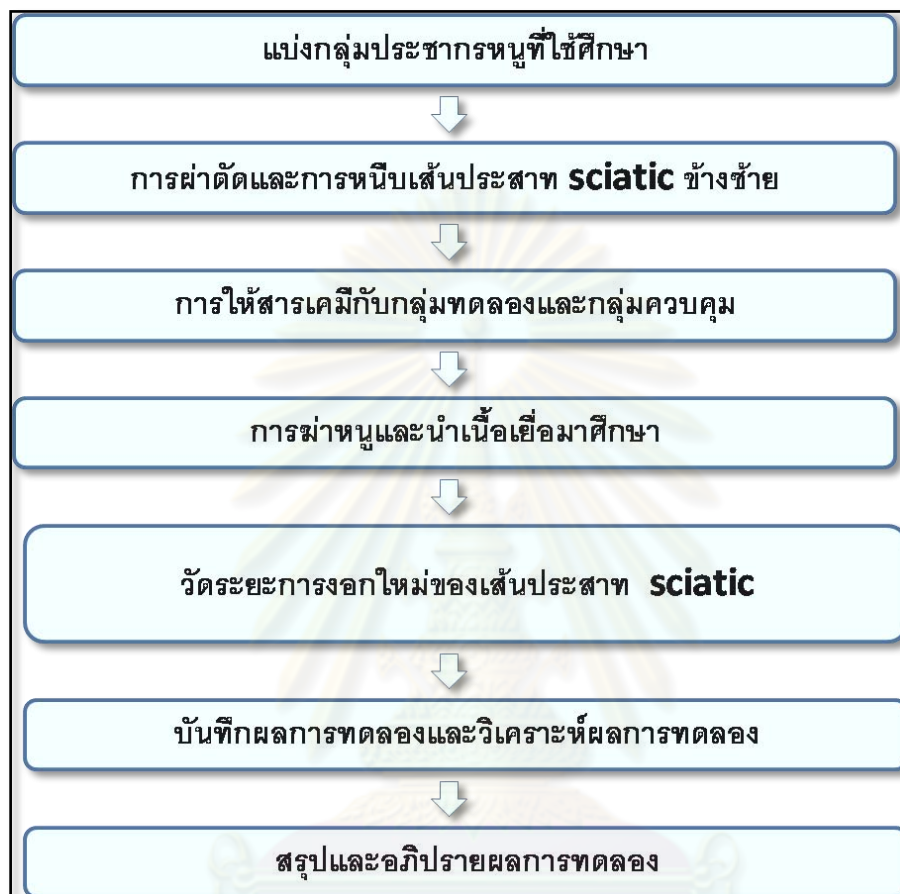 แบ่งกลุ่มประชากรหนูที่ใช้ศึกษา
การผ่าตัดและการหนีบเส้นประสาท sciatic ข้างซ้าย
การให้สารเคมีกับกลุ่มทดลองและกลุ่มควบคุม
การฆ่าหนูและนำเนื้อเยื่อมาศึกษา
วัดระยะการงอกใหม่ของเส้นประสาท sciatic
บันทึกผลการทดลองและวิเคราะห์ผลการทดลอง
สรุปและอภิปรายผลการทดลอง